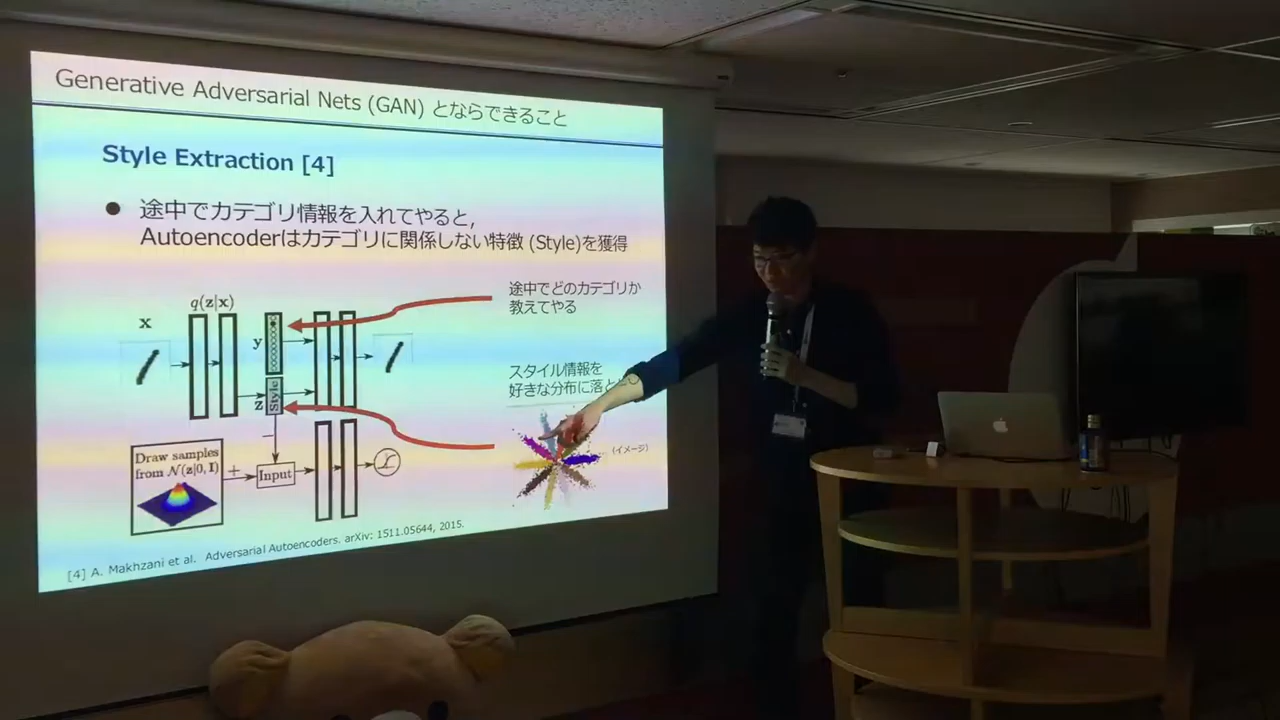 Generative Adversarial Nets (GAN) とならできること
Style Extraction [4]
● 途中でカテゴリ情報を入れてやると,
Autoencoderはカテゴリに関係しない特徴 (Style)を獲得
q(z|x)
x
y
z
Style
途中でどのカテゴリか
教えてやる
スタイル情報を
好きな分布に落と
(イメージ)
Draw samples
from N(z|0, I)
+
−
Input
[4] A. Makhzani et al. Adversarial Autoencoders. arXiv: 1511.05644, 2015.